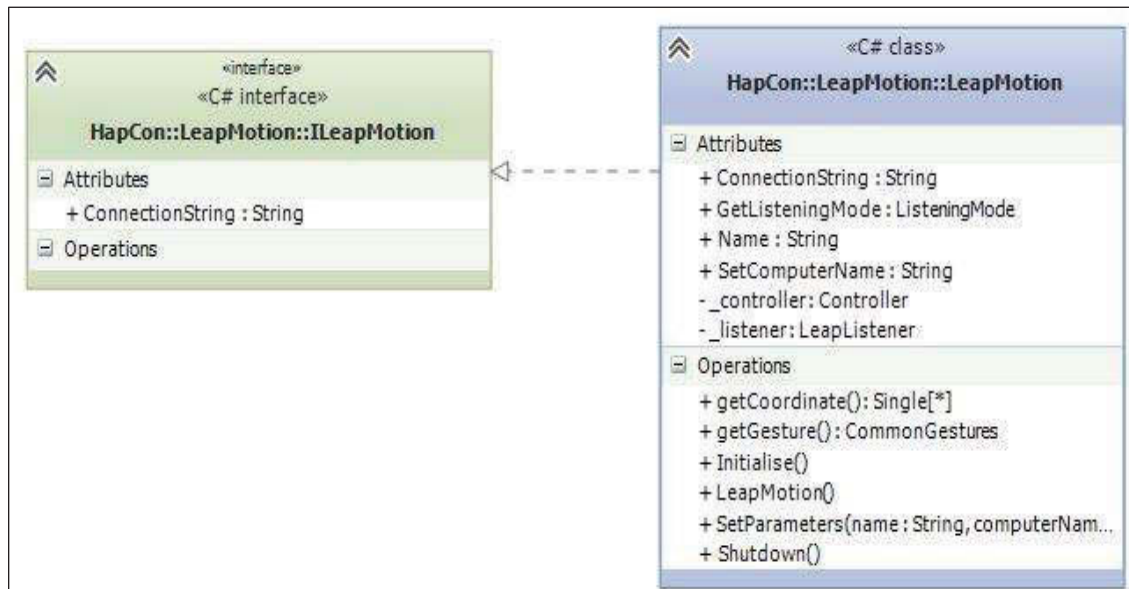 «interface»
«C# interface»
HapCon::LeapMotion::ILeapMotion
Attributes
+ ConnectionString : String
Operations
«C# class»
HapCon::LeapMotion::LeapMotion
Attributes
+ ConnectionString : String
+ GetListeningMode : ListeningMode
+ Name : String
+ SetComputerName : String
- _controller: Controller
- _listener: LeapListener
Operations
+ getCoordinate(): Single[*]
+ getGesture(): CommonGestures
+ Initialise()
+ LeapMotion()
+ SetParameters(name : String, computerNam...
+ Shutdown()